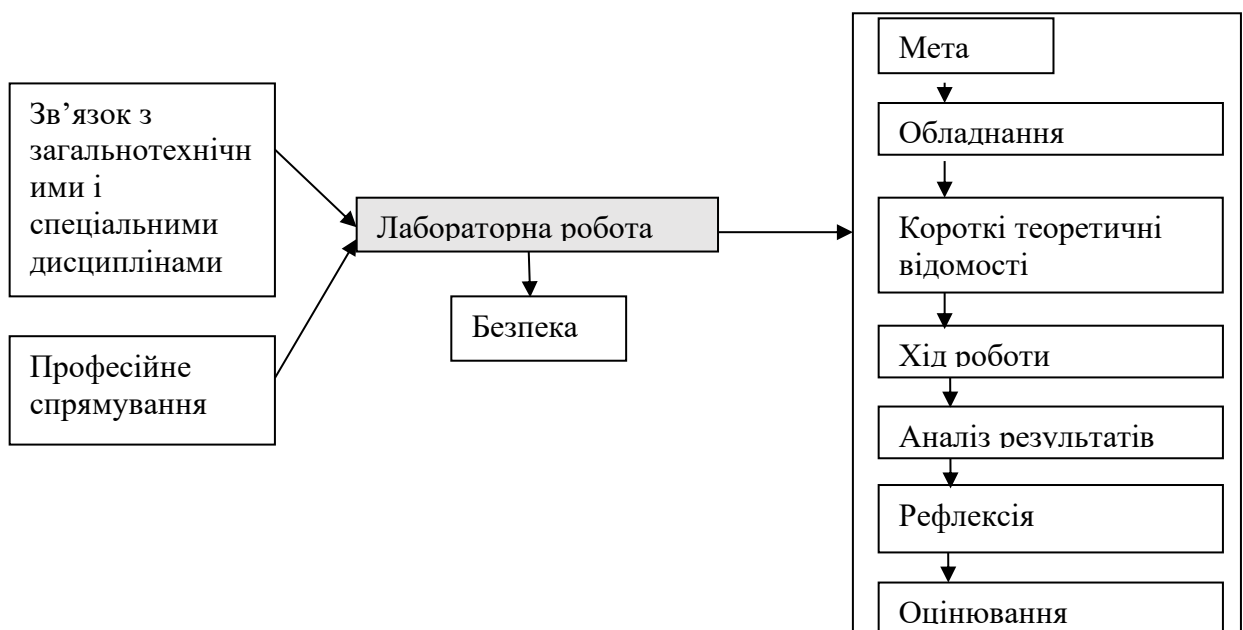 Зв’язок з
загальнотехнічн
ими і
спеціальними
дисциплінами
Професійне
спрямування
Лабораторна робота
Безпека
Мета
Обладнання
Короткі теоретичні
відомості
Хід роботи
Аналіз результатів
Рефлексія
Оцінювання